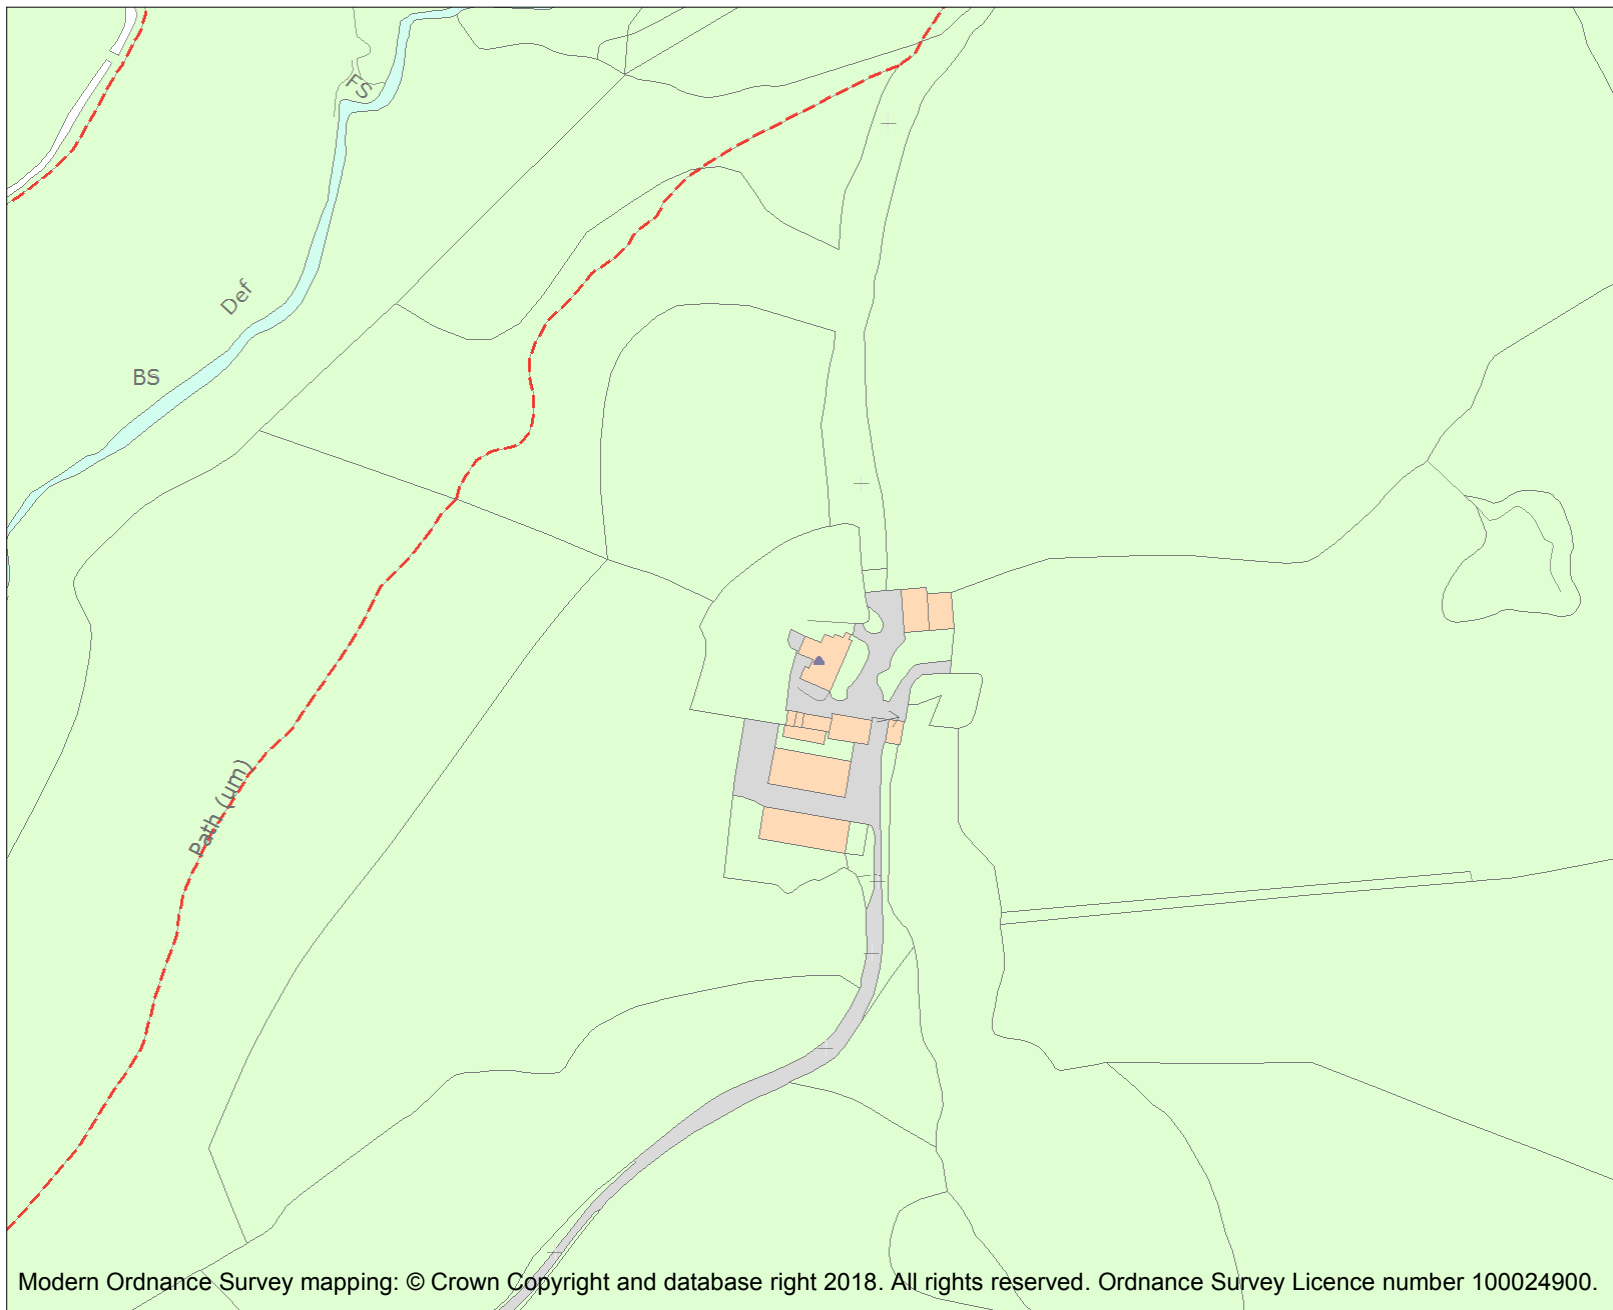 FS
Def
BS
Path (um)
Modern Ordnance Survey mapping: © Crown Copyright and database right 2018. All rights reserved. Ordnance Survey Licence number 100024900.